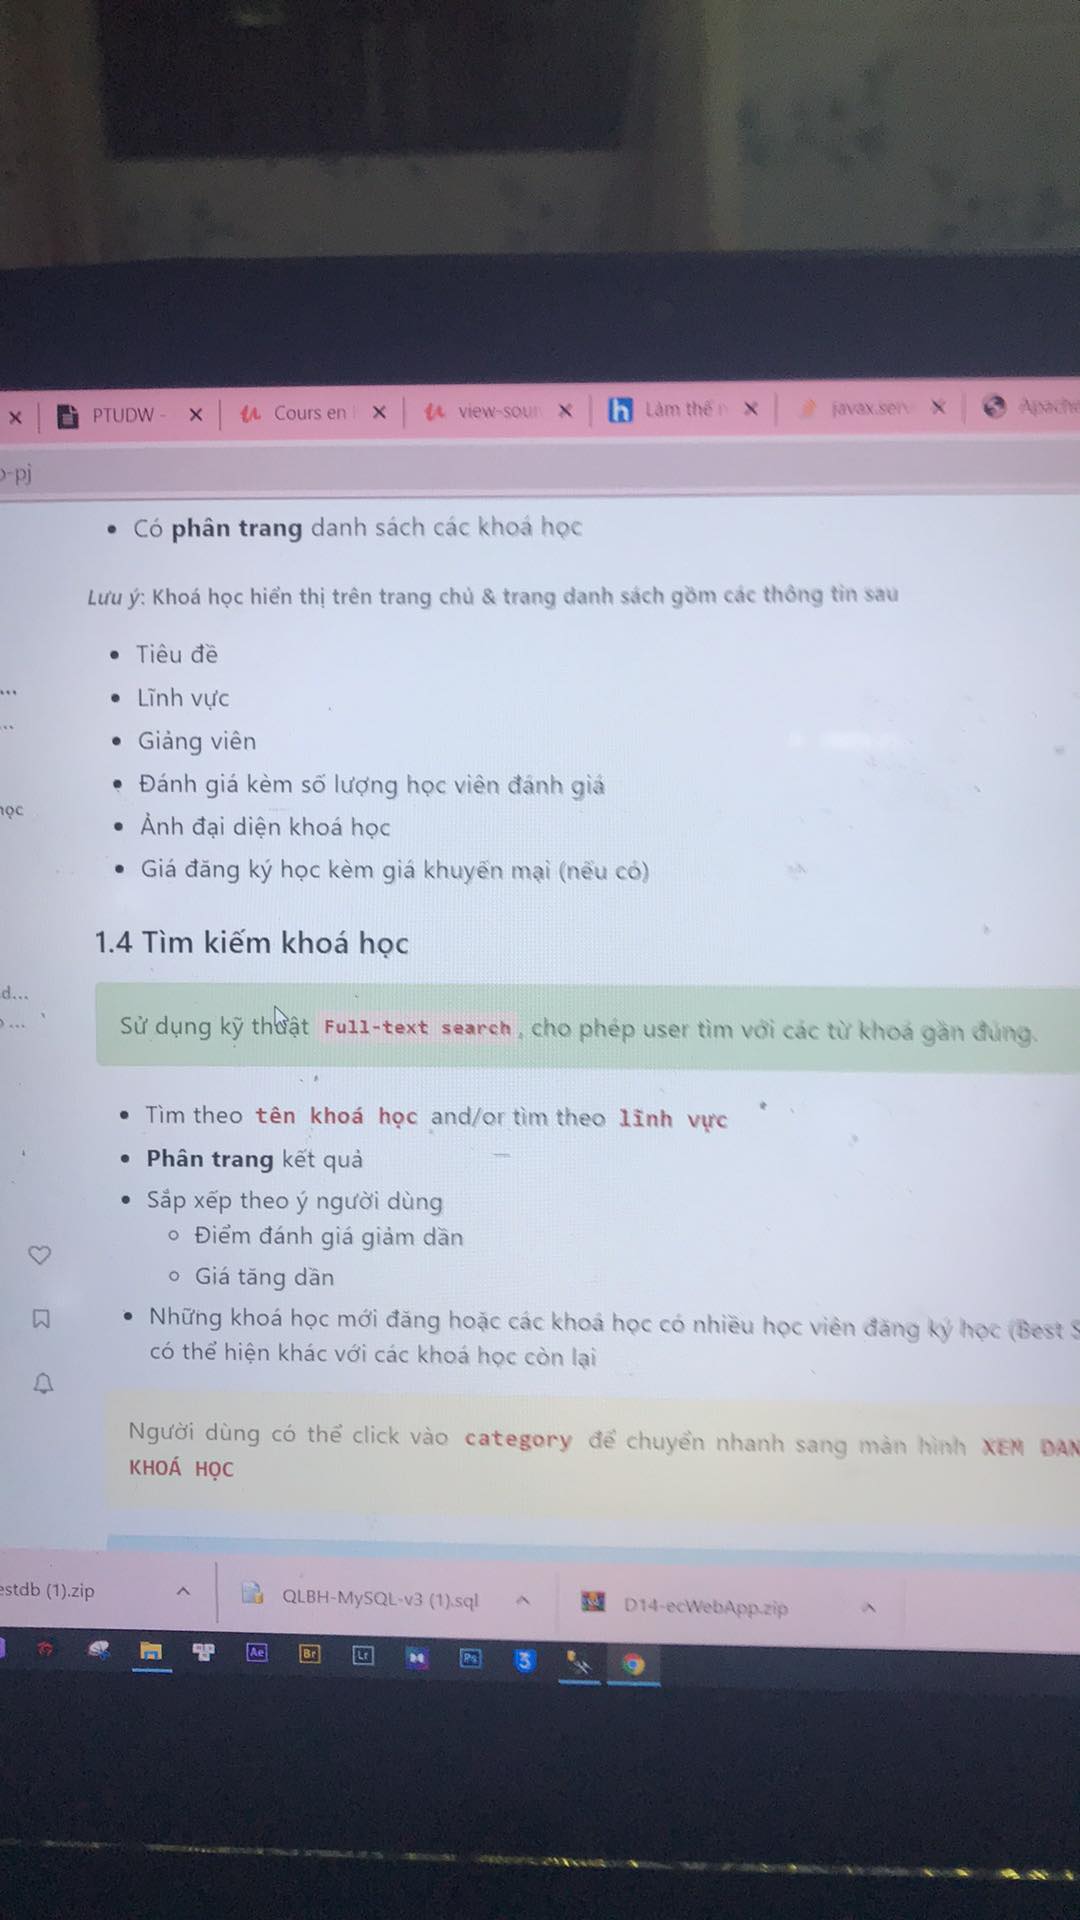 PTUDW -
Cours en
view-sour
Làm thế n
javax.serv
Apache
o-pj
Có phân trang danh sách các khoá học
Lưu ý: Khoá học hiển thị trên trang chủ & trang danh sách gồm các thông tin sau
Tiêu đề
...
Lĩnh vực
...
Giảng viên
Đánh giá kèm số lượng học viên đánh giá
học
Ảnh đại diện khoá học
Giá đăng ký học kèm giá khuyến mại (nếu có)
1.4 Tìm kiếm khoá học
d...
Sử dụng kỹ thuật Full-text search, cho phép user tìm với các từ khoá gần đúng.
Tìm theo tên khoá học and/or tìm theo lĩnh vực
Phân trang kết quả
Sắp xếp theo ý người dùng
Điểm đánh giá giảm dần
Giá tăng dần
Những khoá học mới đăng hoặc các khoá học có nhiều học viên đăng ký học (Best S
có thể hiện khác với các khoá học còn lại
Người dùng có thể click vào category để chuyển nhanh sang màn hình XEM DAN
KHOÁ HỌC
estdb (1).zip
QLBH-MySQL-v3 (1).sql
D14-ecWebApp.zip
Ae
Br
Lr
Ps
3